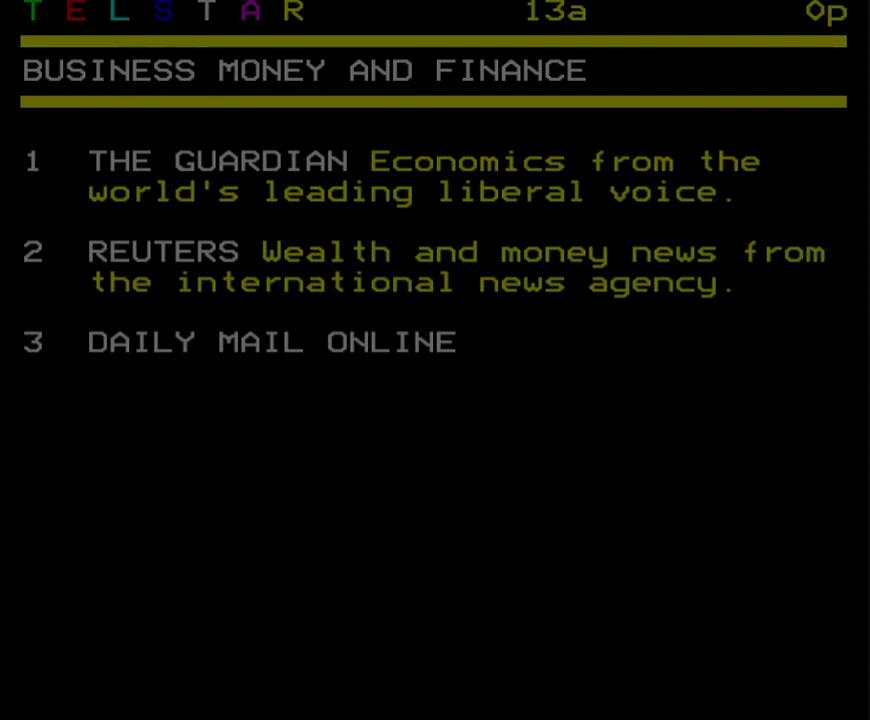 T E L S T A R 13a 0p
BUSINESS MONEY AND FINANCE
1 THE GUARDIAN Economics from the
world's leading liberal voice.
2 REUTERS Wealth and money news from
the international news agency.
3 DAILY MAIL ONLINE